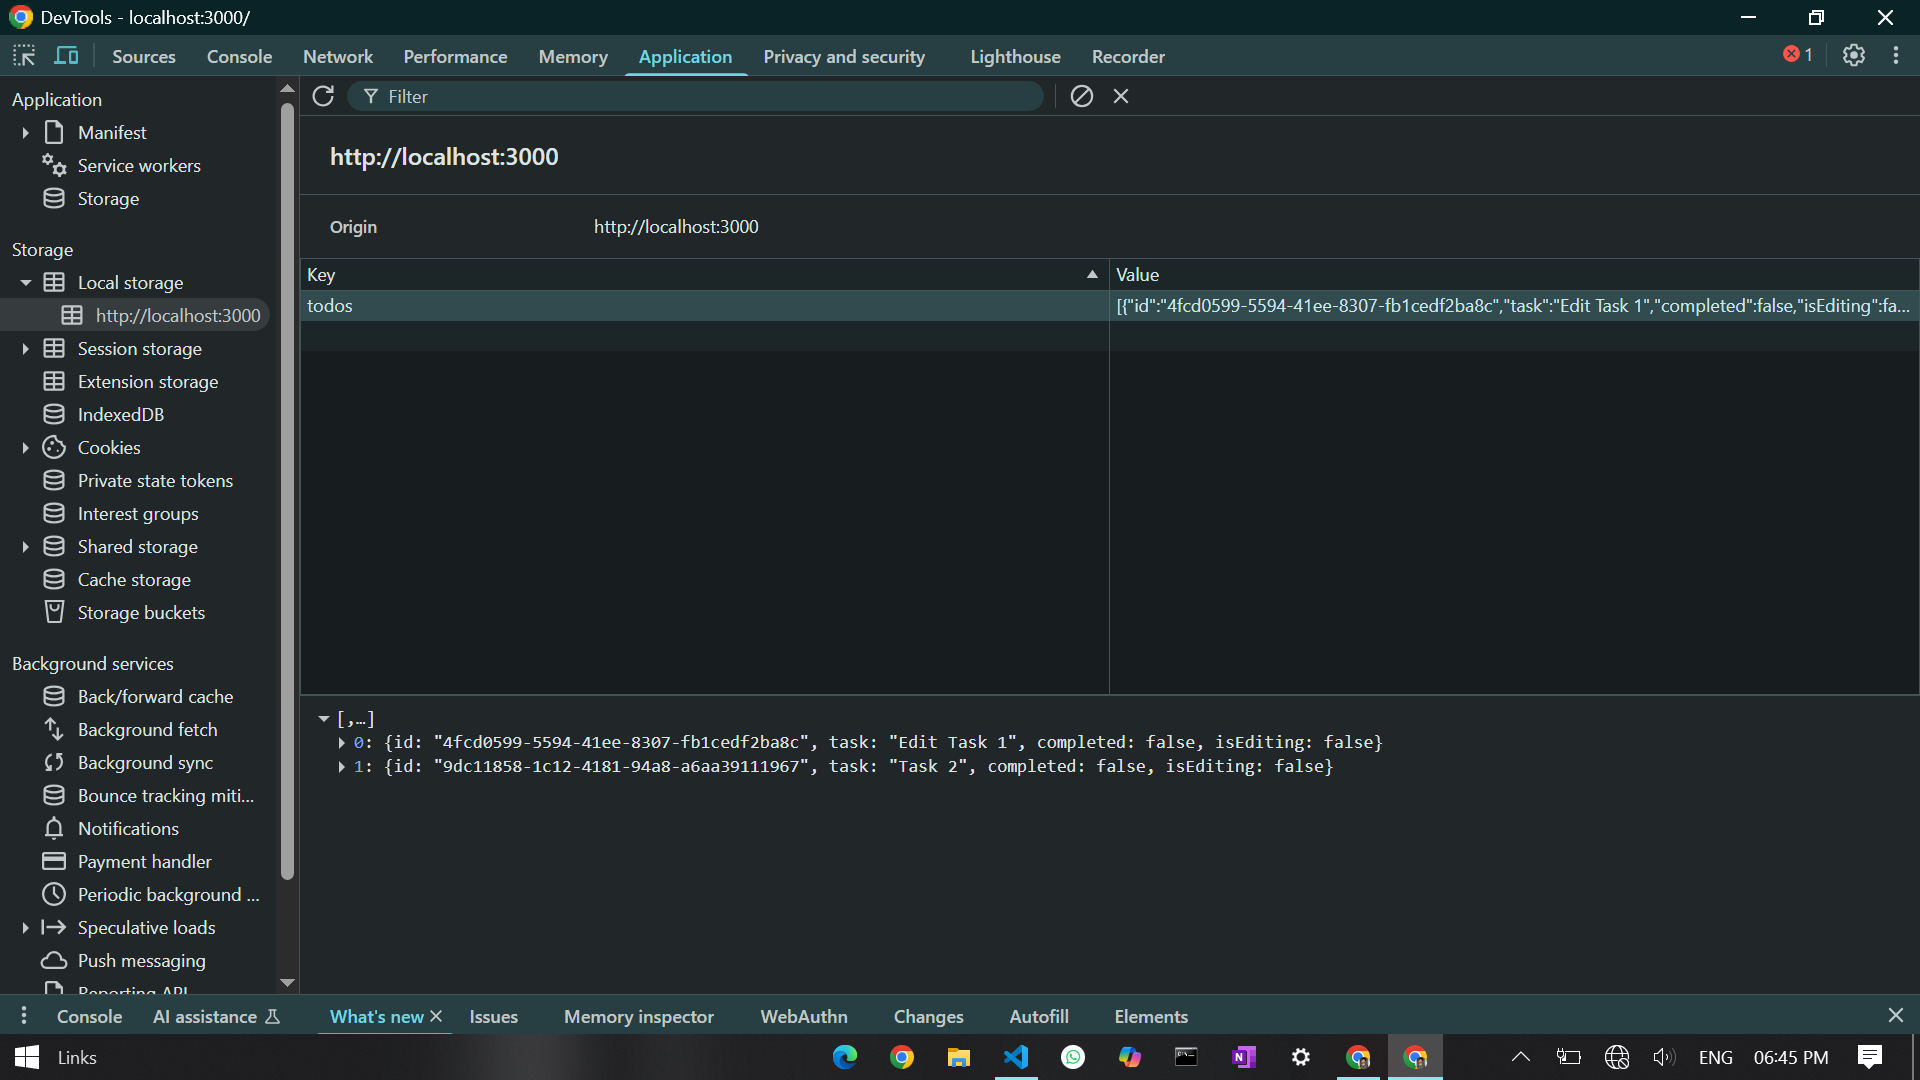 DevTools - localhost:3000/
Sources Console Network Performance Memory Application Privacy and security Lighthouse Recorder 1
Application
Manifest
Service workers
Storage
Storage
Local storage
http://localhost:3000
Session storage
Extension storage
IndexedDB
Cookies
Private state tokens
Interest groups
Shared storage
Cache storage
Storage buckets
Background services
Back/forward cache
Background fetch
Background sync
Bounce tracking miti...
Notifications
Payment handler
Periodic background ...
Speculative loads
Push messaging
Reporting API
Filter
http://localhost:3000
Origin http://localhost:3000
Key Value
todos [{"id":"4fcd0599-5594-41ee-8307-fb1cedf2ba8c","task":"Edit Task 1","completed":false,"isEditing":fa...
[,…]
0: {id: "4fcd0599-5594-41ee-8307-fb1cedf2ba8c", task: "Edit Task 1", completed: false, isEditing: false}
1: {id: "9dc11858-1c12-4181-94a8-a6aa39111967", task: "Task 2", completed: false, isEditing: false}
Console AI assistance What's new Issues Memory inspector WebAuthn Changes Autofill Elements
Links ENG 06:45 PM